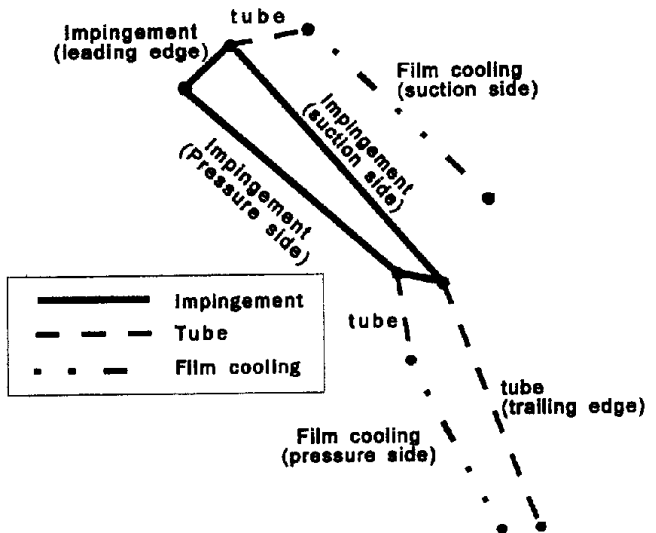 tube
Impingement
(leading edge)
Film cooling
(suction side)
Impingement
(suction side)
Impingement
(Pressure side)
Impingement
Tube
Film cooling
tube
tube
(trailing edge)
Film cooling
(pressure side)